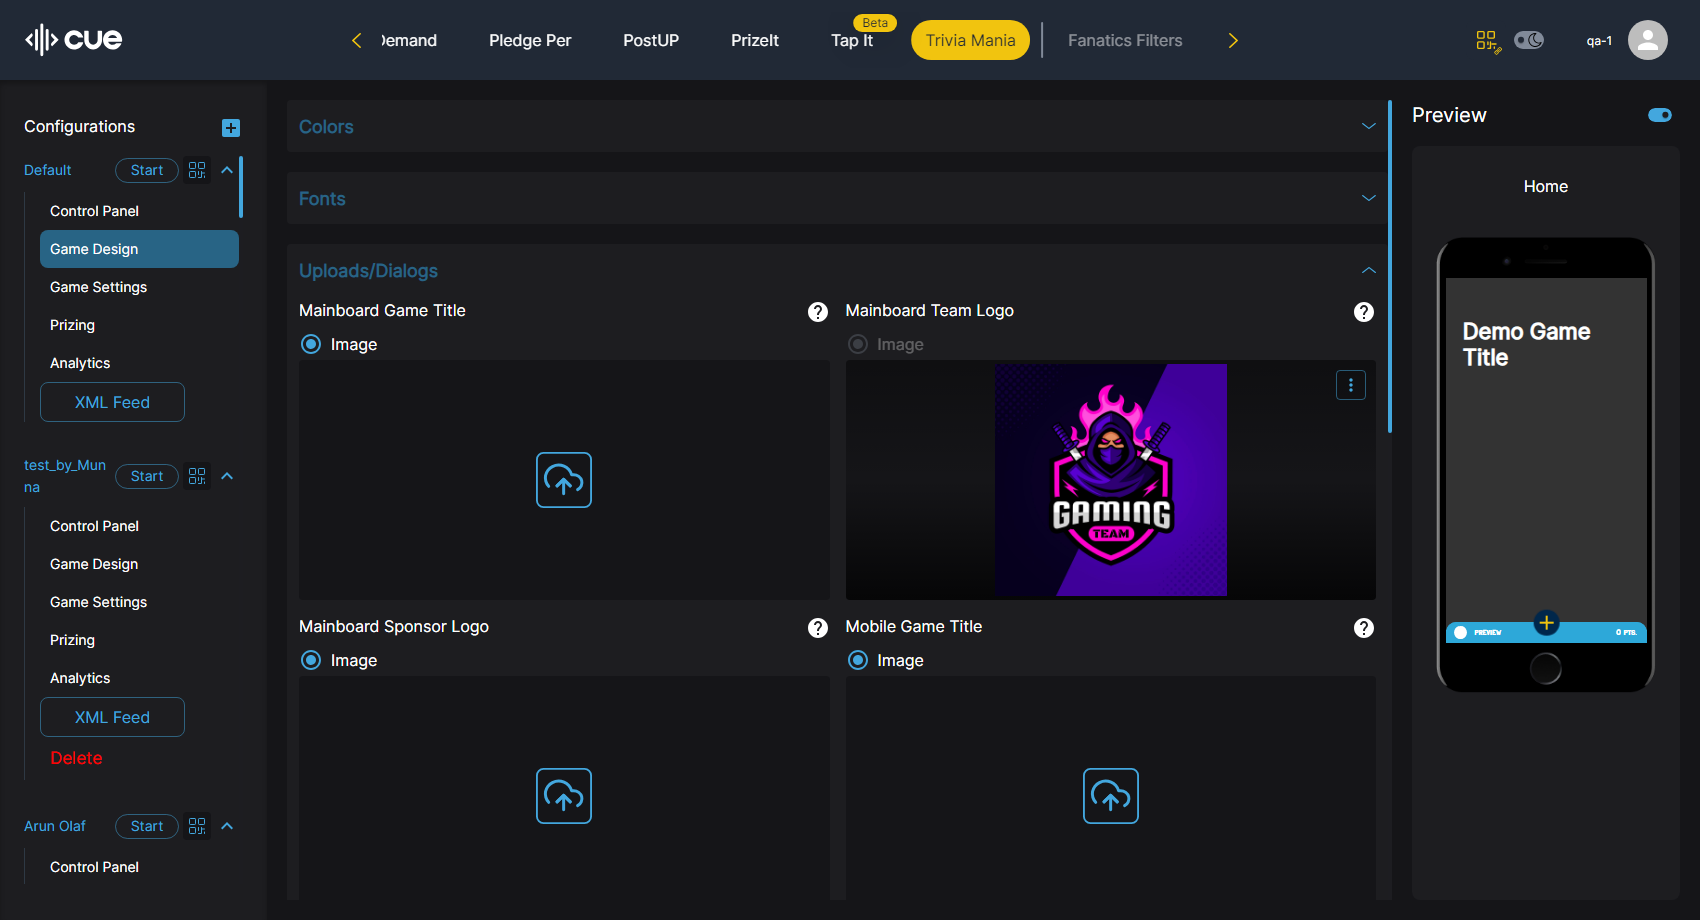 cue
Demand
Pledge Per
PostUP
PrizeIt
Beta
Tap It
Trivia Mania
Fanatics Filters
qa-1
Configurations
Default
Start
Control Panel
Game Design
Game Settings
Prizing
Analytics
XML Feed
test_by_Mun
na
Start
Control Panel
Game Design
Game Settings
Prizing
Analytics
XML Feed
Delete
Arun Olaf
Start
Control Panel
Colors
Fonts
Uploads/Dialogs
Mainboard Game Title
Image
Mainboard Team Logo
Image
GAMING
TEAM
Mainboard Sponsor Logo
Image
Mobile Game Title
Image
Preview
Home
Demo Game
Title
PREVIEW
0 PTS.